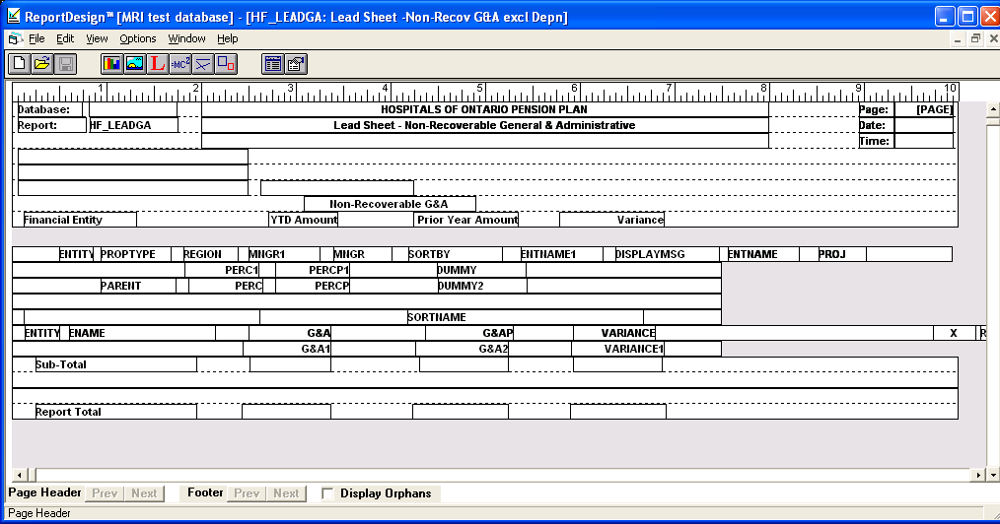 ReportDesign™ [MRI test database] - [HF_LEADGA: Lead Sheet -Non-Recov G&A excl Depn]
File Edit View Options Window Help
L =MC²
1 2 3 4 5 6 7 8 9 10
Database: HOSPITALS OF ONTARIO PENSION PLAN Page: [PAGE]
Report: HF_LEADGA Lead Sheet - Non-Recoverable General & Administrative Date:
Time:
Non-Recoverable G&A
Financial Entity YTD Amount Prior Year Amount Variance
ENTITY PROPTYPE REGION MNGR1 MNGR SORTBY ENTNAME1 DISPLAYMSG ENTNAME PROJ
PERC1 PERCP1 DUMMY
PARENT PERC PERCP DUMMY2
SORTNAME
ENTITY ENAME G&A G&AP VARIANCE X R
G&A1 G&A2 VARIANCE1
Sub-Total
Report Total
Page Header Prev Next Footer Prev Next Display Orphans
Page Header